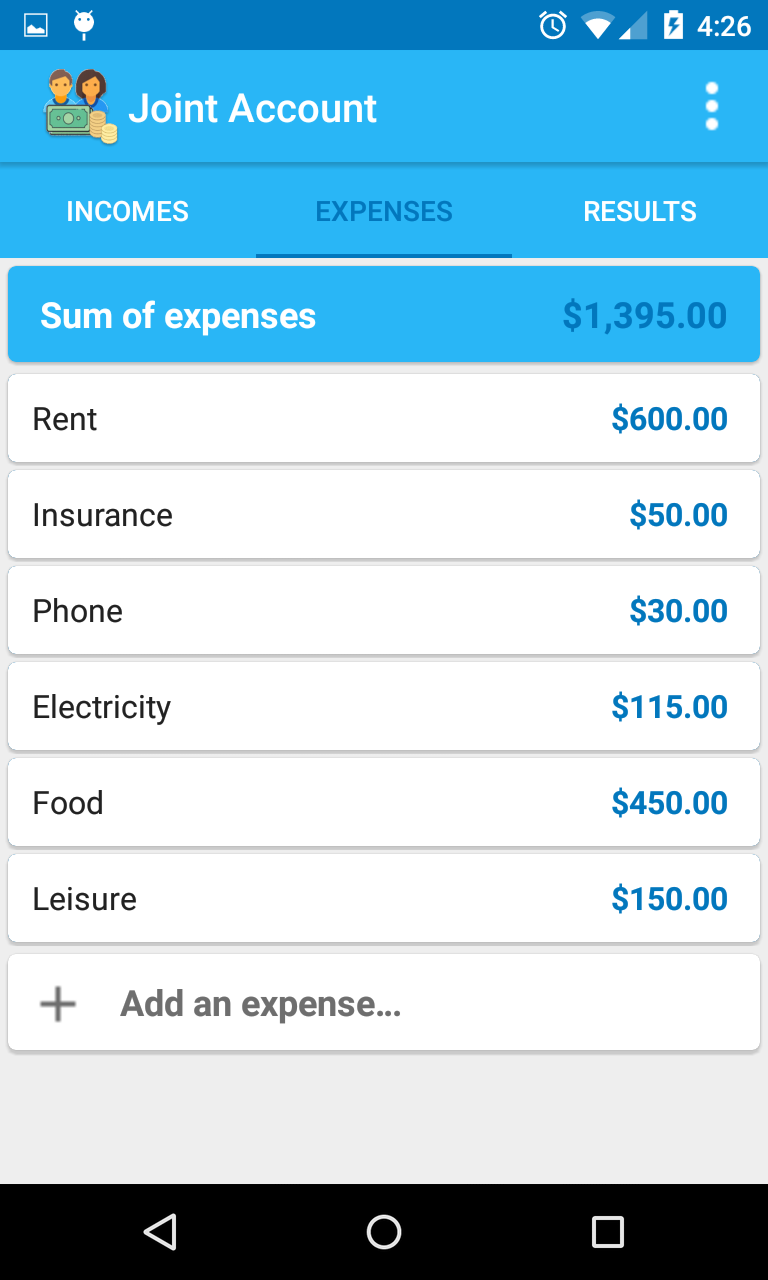 4:26
Joint Account
INCOMES EXPENSES RESULTS
Sum of expenses $1,395.00
Rent $600.00
Insurance $50.00
Phone $30.00
Electricity $115.00
Food $450.00
Leisure $150.00
Add an expense...